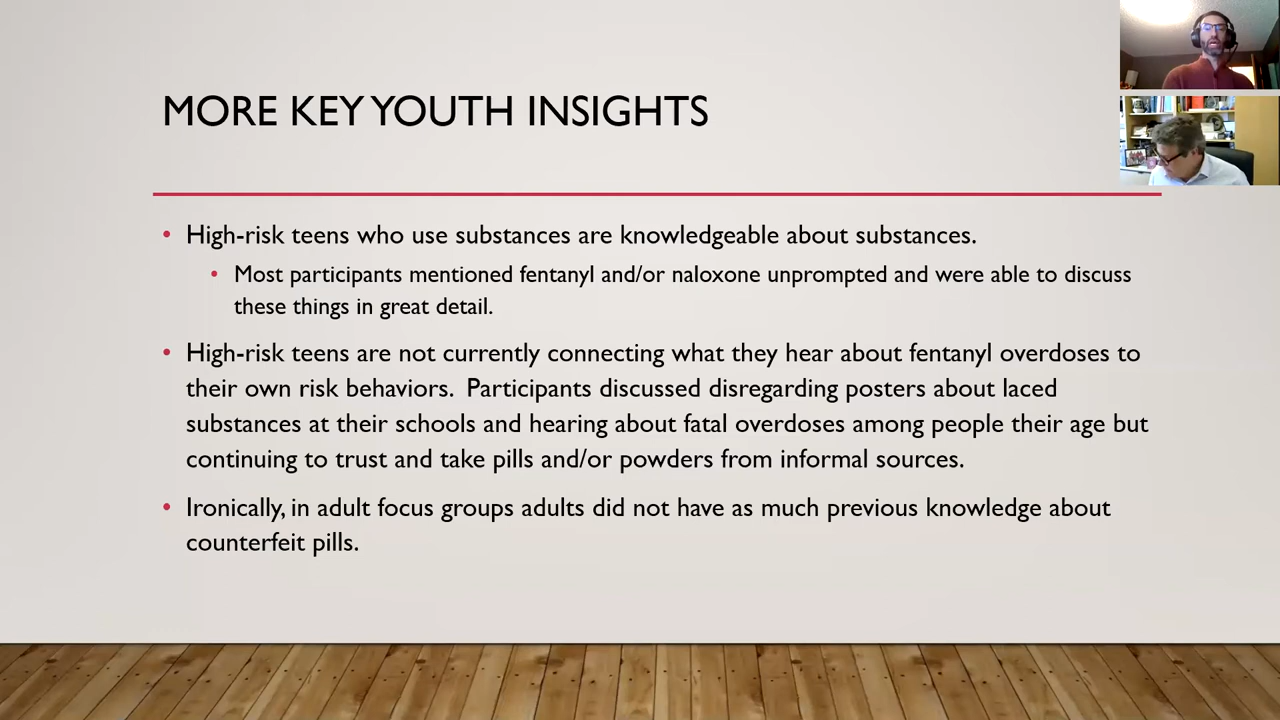 MORE KEY YOUTH INSIGHTS
• High-risk teens who use substances are knowledgeable about substances.
• Most participants mentioned fentanyl and/or naloxone unprompted and were able to discuss
these things in great detail.
• High-risk teens are not currently connecting what they hear about fentanyl overdoses to
their own risk behaviors.  Participants discussed disregarding posters about laced
substances at their schools and hearing about fatal overdoses among people their age but
continuing to trust and take pills and/or powders from informal sources.
• Ironically, in adult focus groups adults did not have as much previous knowledge about
counterfeit pills.